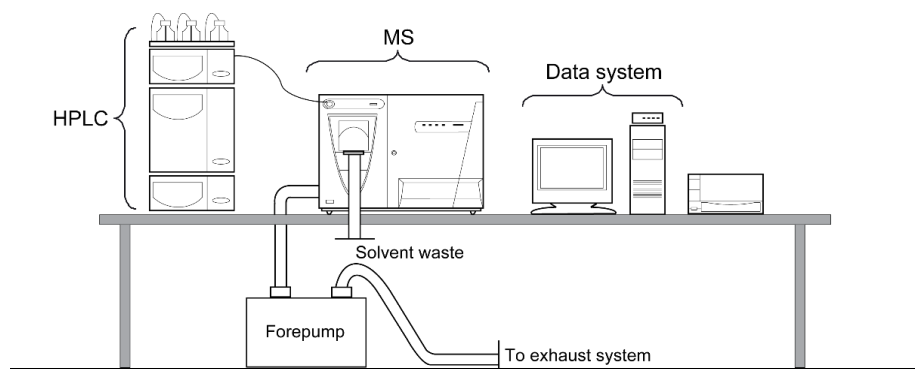 MS
Data system
HPLC
Solvent waste
Forepump
To exhaust system